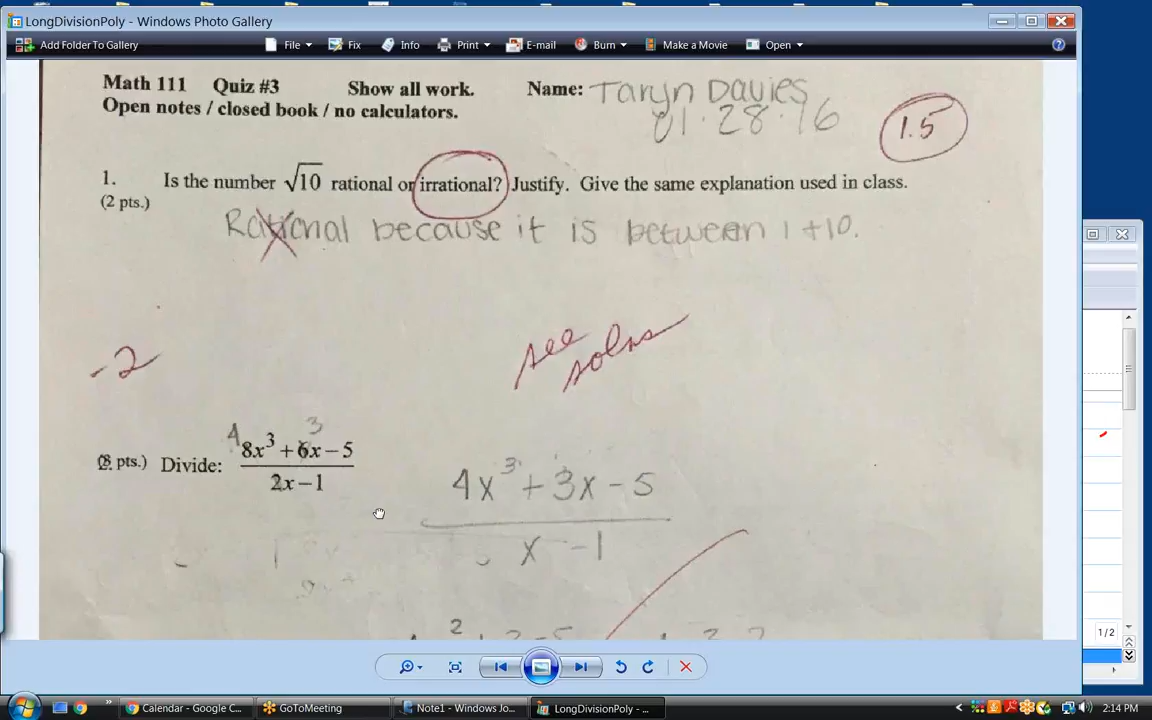 LongDivisionPoly - Windows Photo Gallery
Add Folder To Gallery File Fix Info Print E-mail Burn Make a Movie Open
Math 111 Quiz #3 Show all work. Name: Taryn Davies
Open notes / closed book / no calculators. 01.28.16
1.5
1. Is the number √10 rational or irrational? Justify. Give the same explanation used in class.
(2 pts.)
Rational because it is between 1 + 10.
see
solns
-2
4 3
8x³ + 6x − 5
(8 pts.) Divide:
2x − 1
4x³ + 3x − 5
x − 1
1/2
Calendar - Google C... GoToMeeting Note1 - Windows Jo... LongDivisionPoly - ... 2:14 PM